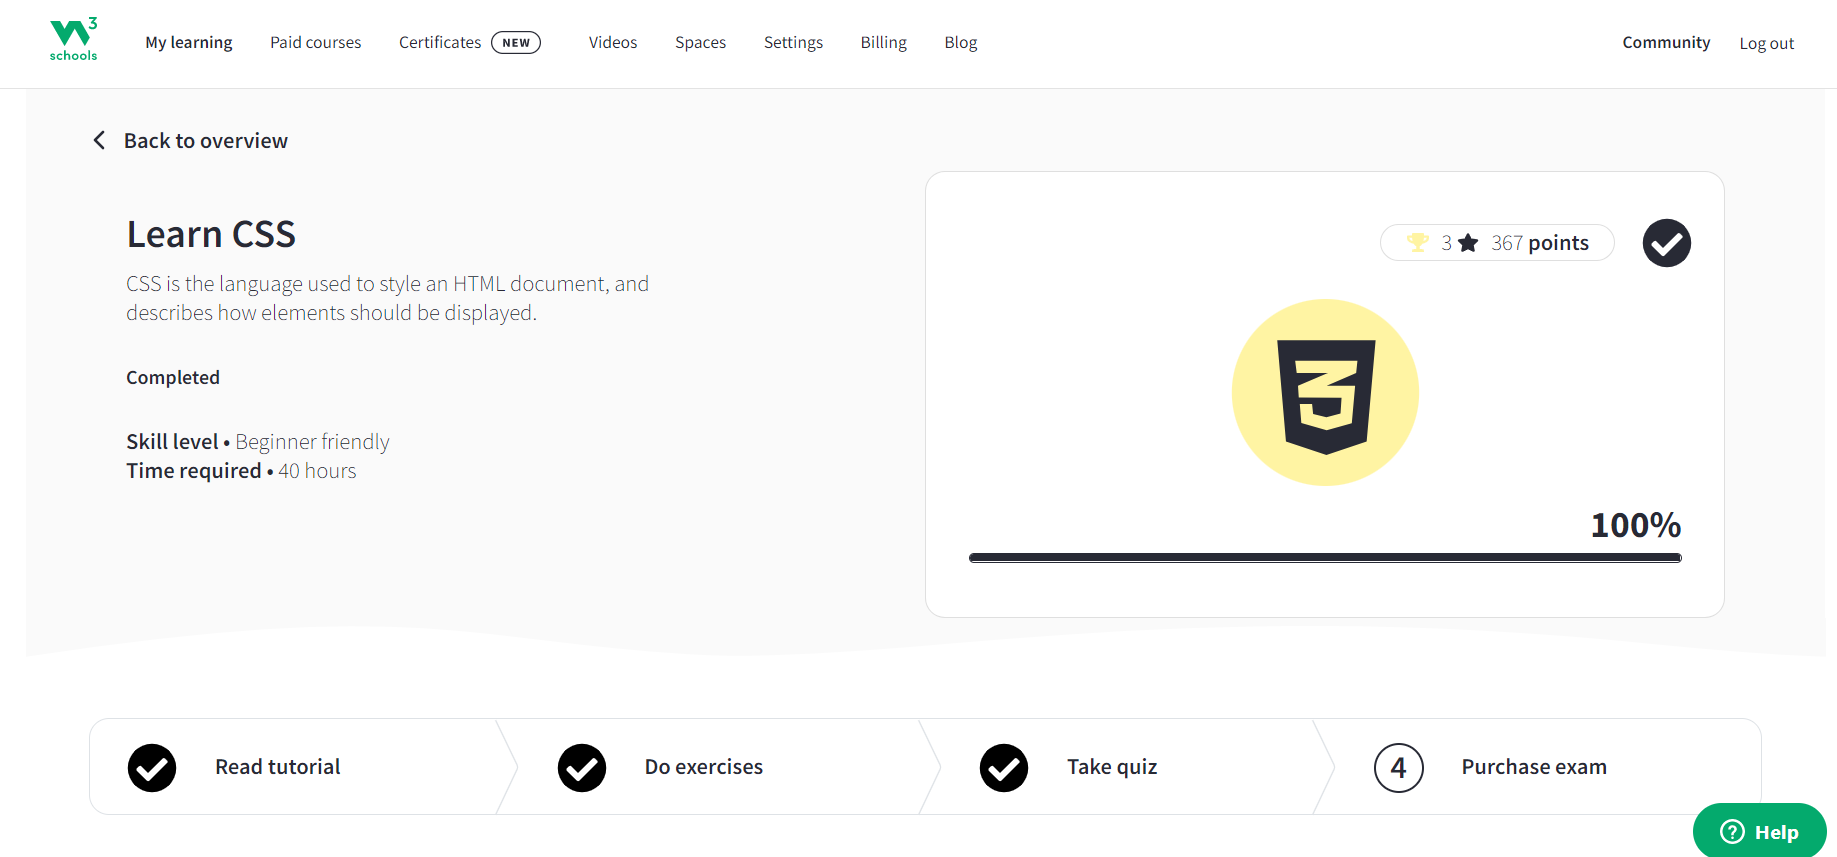 3
schools
My learning
Paid courses
Certificates NEW
Videos
Spaces
Settings
Billing
Blog
Community
Log out
Back to overview
Learn CSS
CSS is the language used to style an HTML document, and
describes how elements should be displayed.
Completed
Skill level • Beginner friendly
Time required • 40 hours
3 ★ 367 points
3
100%
Read tutorial
Do exercises
Take quiz
4 Purchase exam
? Help